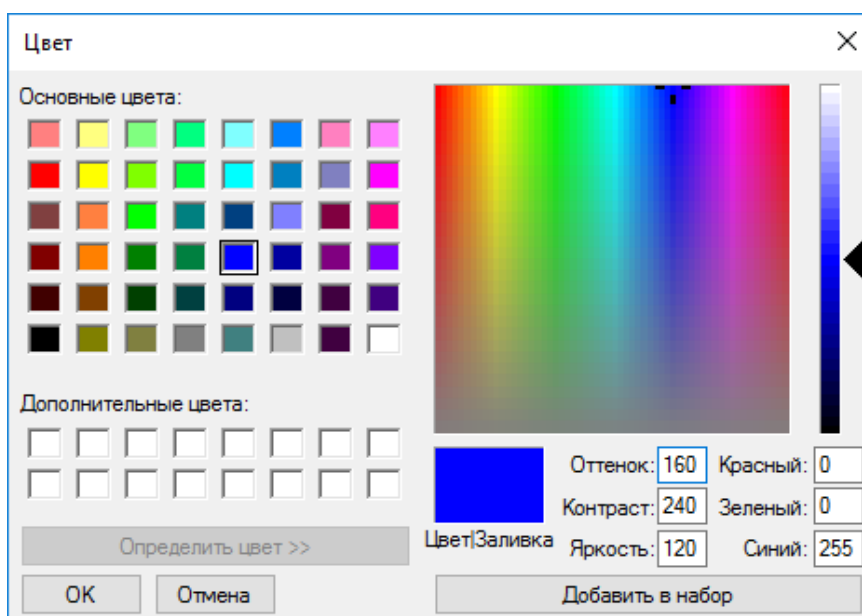 Цвет
Основные цвета:
Дополнительные цвета:
Определить цвет >>
OK
Отмена
Цвет|Заливка
Оттенок: 160
Контраст: 240
Яркость: 120
Красный: 0
Зеленый: 0
Синий: 255
Добавить в набор